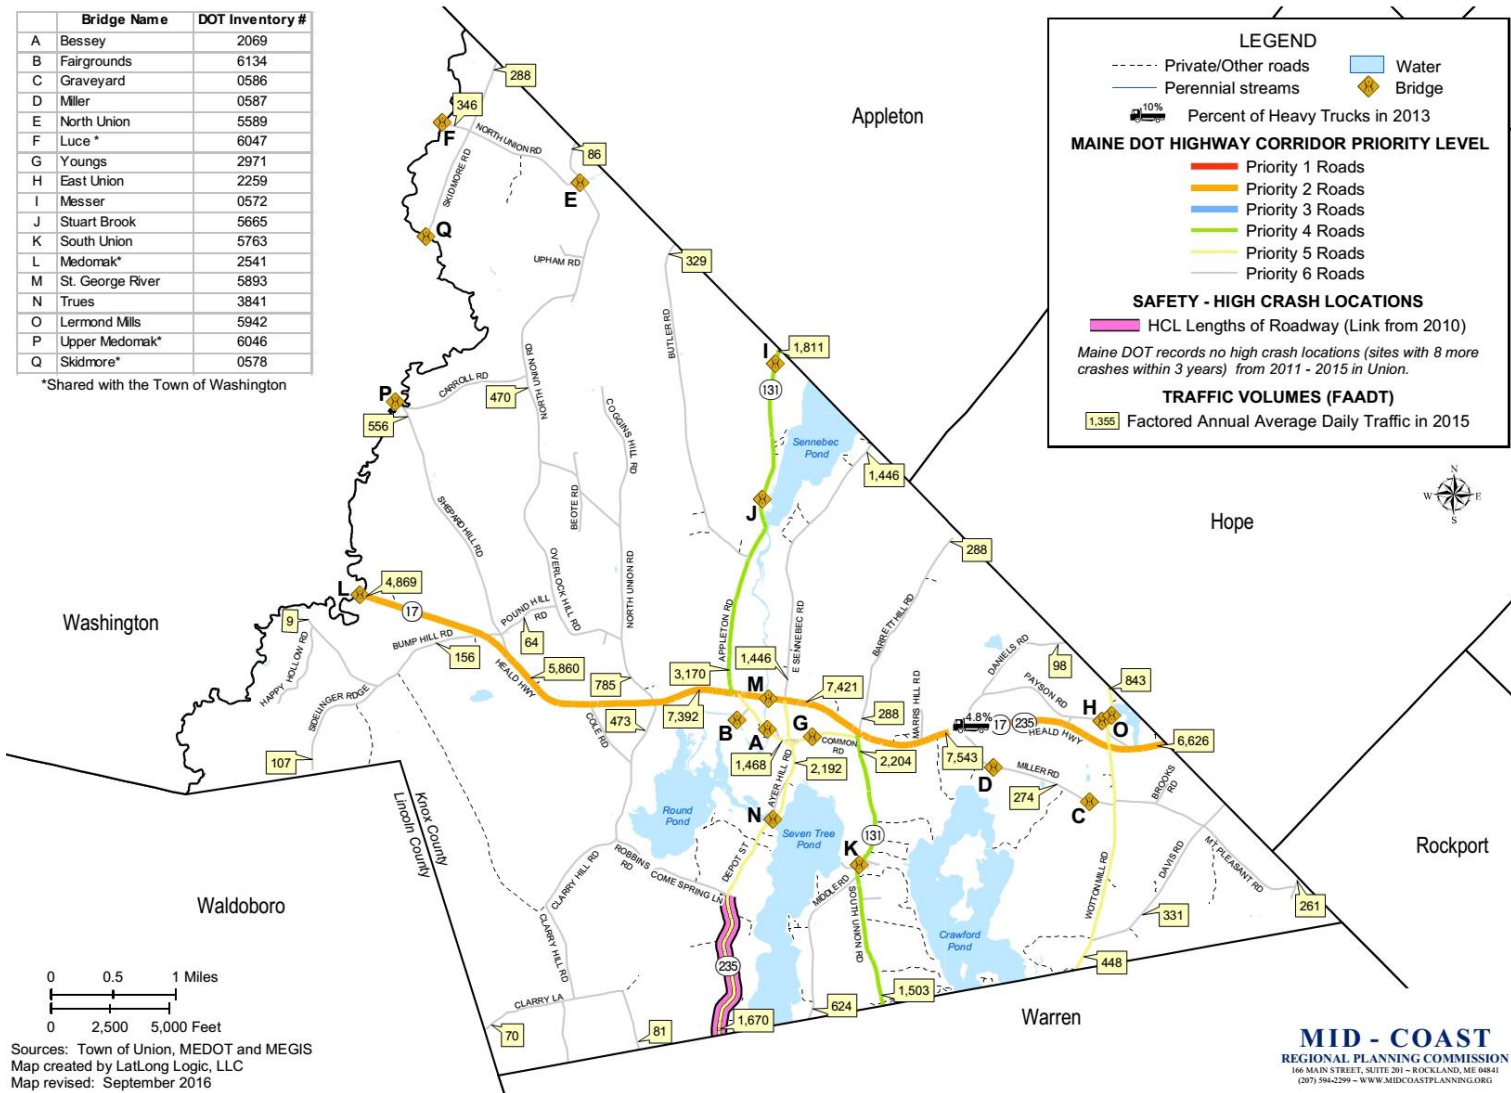 Bridge Name DOT Inventory #
A Bessey 2069
B Fairgrounds 6134
C Graveyard 0586
D Miller 0587
E North Union 5589
F Luce * 6047
G Youngs 2971
H East Union 2259
I Messer 0572
J Stuart Brook 5665
K South Union 5763
L Medomak* 2541
M St. George River 5893
N Trues 3841
O Lermond Mills 5942
P Upper Medomak* 6046
Q Skidmore* 0578
*Shared with the Town of Washington
LEGEND
Private/Other roads
Water
Perennial streams
Bridge
10%
Percent of Heavy Trucks in 2013
MAINE DOT HIGHWAY CORRIDOR PRIORITY LEVEL
Priority 1 Roads
Priority 2 Roads
Priority 3 Roads
Priority 4 Roads
Priority 5 Roads
Priority 6 Roads
SAFETY - HIGH CRASH LOCATIONS
HCL Lengths of Roadway (Link from 2010)
Maine DOT records no high crash locations (sites with 8 more
crashes within 3 years) from 2011 - 2015 in Union.
TRAFFIC VOLUMES (FAADT)
1,355 Factored Annual Average Daily Traffic in 2015
N
W E
S
Appleton
Hope
Rockport
Warren
Waldoboro
Washington
Knox County
Lincoln County
288
346
F
NORTH UNION RD
86
E
SKIDMORE RD
Q
UPHAM RD
329
BUTLER RD
I
1,811
131
CARROLL RD
P
556
470
NORTH UNION RD
COGGINS HILL RD
Sennebec
Pond
1,446
J
SHEPARD HILL RD
BEOTE RD
288
OVERLOCK HILL RD
NORTH UNION RD
L
4,869
17
POUND HILL
RD
APPLETON RD
E SENNEBEC RD
BARRETT HILL RD
9
HAPPY HOLLOW RD
BUMP HILL RD
156
64
HEALD HWY
5,860
785
3,170
1,446
M
7,421
DANIELS RD
98
PAYSON RD
843
SIDELINGER RDGE
107
COLE RD
473
7,392
B
A
G
COMMON
RD
288
MARRS HILL RD
4.8%
17
235
HEALD HWY
H
O
6,626
1,468
2,192
2,204
7,543
AYER HILL RD
D
MILLER RD
274
C
BROOKS
RD
Round
Pond
N
Seven Tree
Pond
131
K
MIDDLE RD
SOUTH UNION RD
DEPOT ST
ROBBINS
RD
COME SPRING LN
CLARRY HILL RD
CLARRY HILL RD
CLARRY LA
WOTTON MILL RD
DAVIS RD
MT PLEASANT RD
261
331
Crawford
Pond
235
448
1,503
624
1,670
81
70
0 0.5 1 Miles
0 2,500 5,000 Feet
Sources: Town of Union, MEDOT and MEGIS
Map created by LatLong Logic, LLC
Map revised: September 2016
MID - COAST
REGIONAL PLANNING COMMISSION
166 MAIN STREET, SUITE 201 ~ ROCKLAND, ME 04841
(207) 594-2299 ~ WWW.MIDCOASTPLANNING.ORG